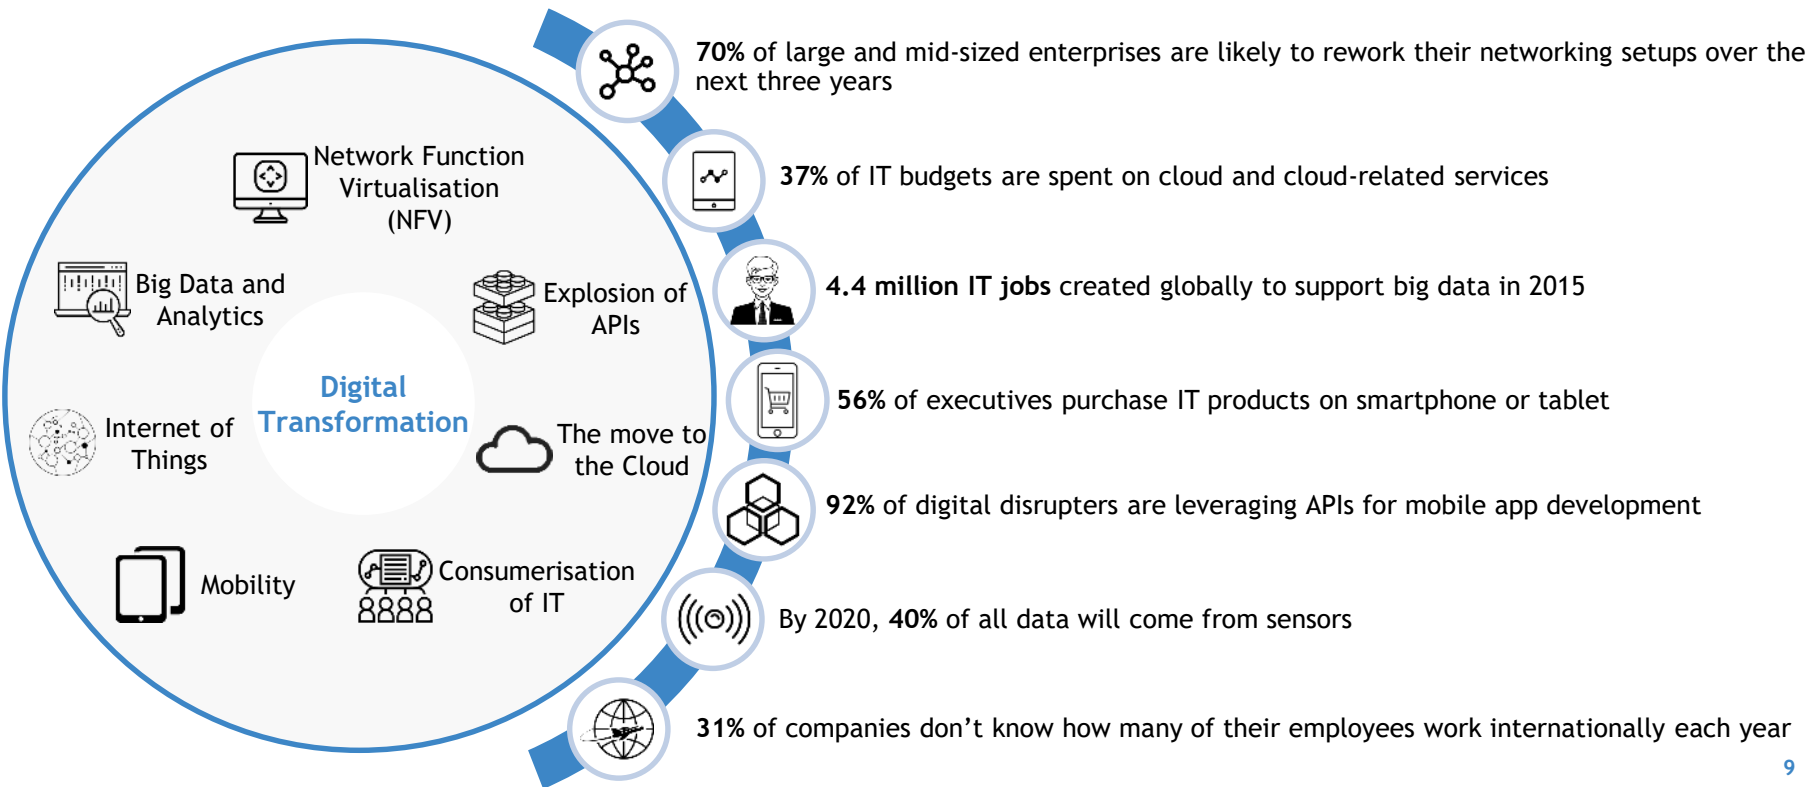 Network Function
Virtualisation
(NFV)
Big Data and
Analytics
Explosion of
APIs
Digital
Transformation
Internet of
Things
The move to
the Cloud
Mobility
Consumerisation
of IT
70% of large and mid-sized enterprises are likely to rework their networking setups over the
next three years
37% of IT budgets are spent on cloud and cloud-related services
4.4 million IT jobs created globally to support big data in 2015
56% of executives purchase IT products on smartphone or tablet
92% of digital disrupters are leveraging APIs for mobile app development
By 2020, 40% of all data will come from sensors
31% of companies don’t know how many of their employees work internationally each year
9